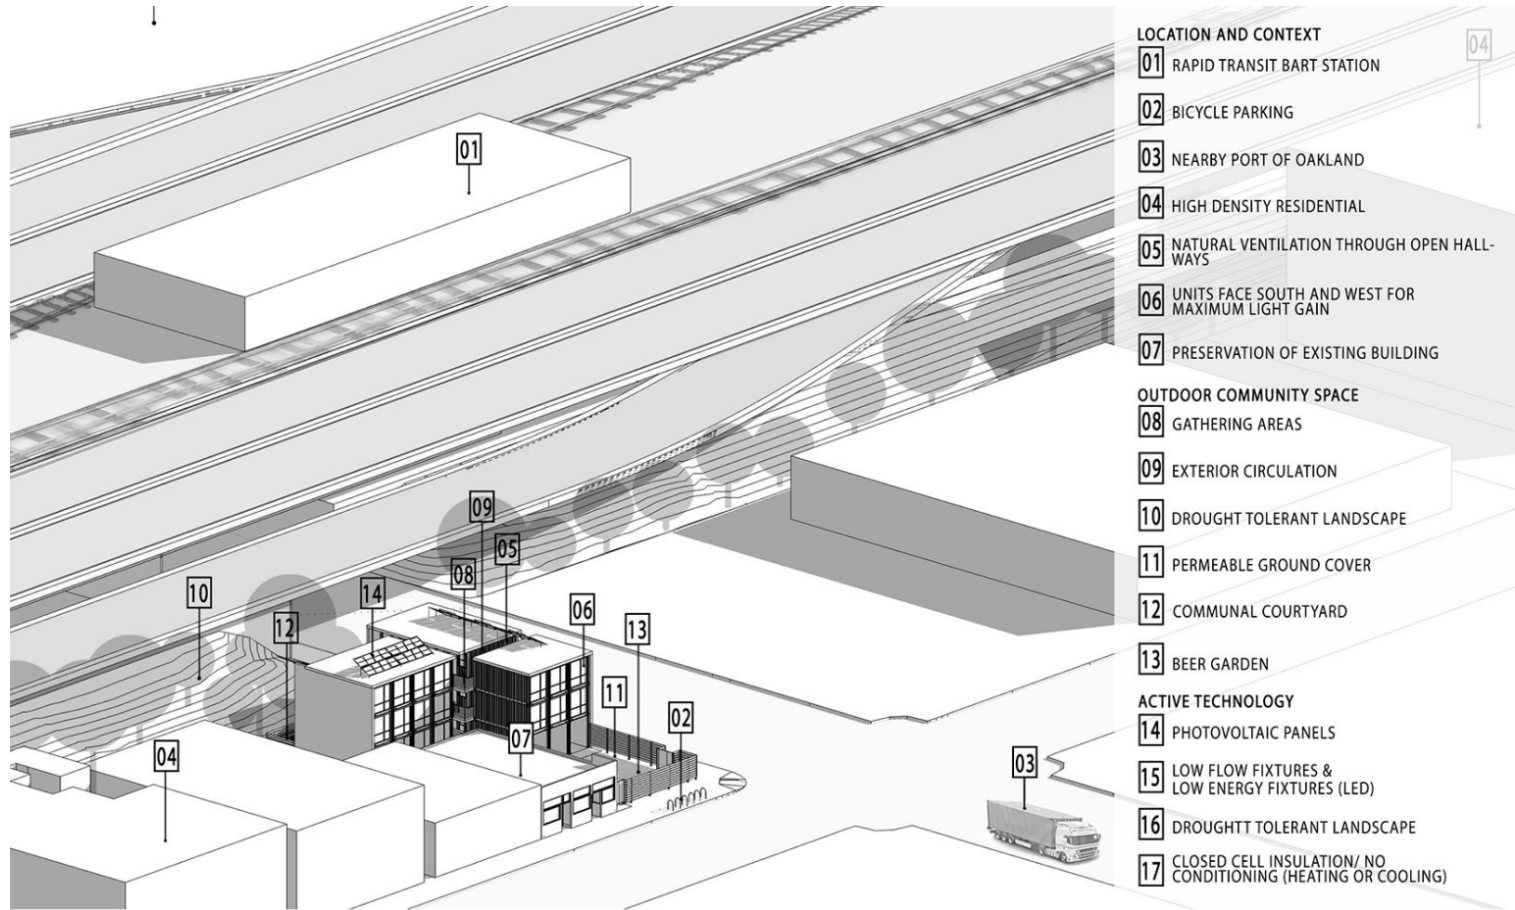 LOCATION AND CONTEXT
01 RAPID TRANSIT BART STATION
02 BICYCLE PARKING
03 NEARBY PORT OF OAKLAND
04 HIGH DENSITY RESIDENTIAL
05 NATURAL VENTILATION THROUGH OPEN HALL-
WAYS
06 UNITS FACE SOUTH AND WEST FOR
MAXIMUM LIGHT GAIN
07 PRESERVATION OF EXISTING BUILDING
OUTDOOR COMMUNITY SPACE
08 GATHERING AREAS
09 EXTERIOR CIRCULATION
10 DROUGHT TOLERANT LANDSCAPE
11 PERMEABLE GROUND COVER
12 COMMUNAL COURTYARD
13 BEER GARDEN
ACTIVE TECHNOLOGY
14 PHOTOVOLTAIC PANELS
15 LOW FLOW FIXTURES &
LOW ENERGY FIXTURES (LED)
16 DROUGHTT TOLERANT LANDSCAPE
17 CLOSED CELL INSULATION/ NO
CONDITIONING (HEATING OR COOLING)
04
01
09
05
08
14
10
06
12
13
11
02
07
04
03